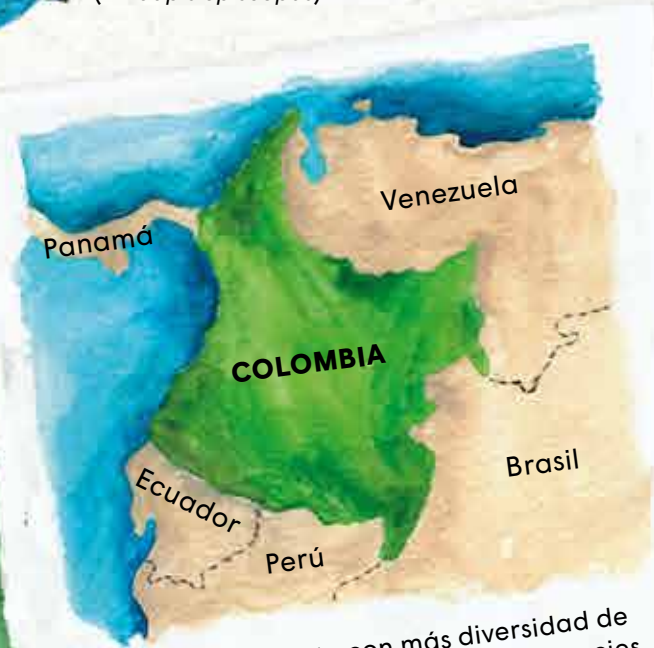 Venezuela
Panamá
COLOMBIA
Brasil
Ecuador
Perú
con más diversidad de